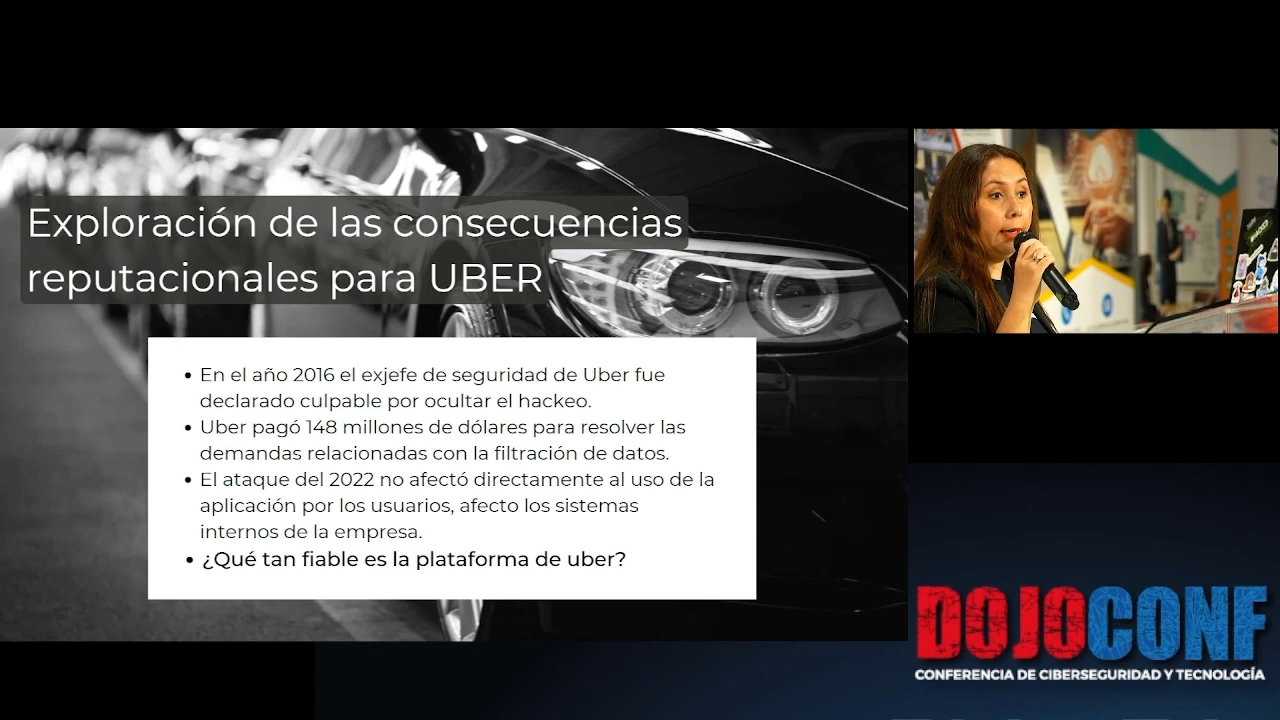 Exploración de las consecuencias
reputacionales para UBER
• En el año 2016 el exjefe de seguridad de Uber fue
declarado culpable por ocultar el hackeo.
• Uber pagó 148 millones de dólares para resolver las
demandas relacionadas con la filtración de datos.
• El ataque del 2022 no afectó directamente al uso de la
aplicación por los usuarios, afecto los sistemas
internos de la empresa.
• ¿Qué tan fiable es la plataforma de uber?
DOJOCONF
CONFERENCIA DE CIBERSEGURIDAD Y TECNOLOGÍA